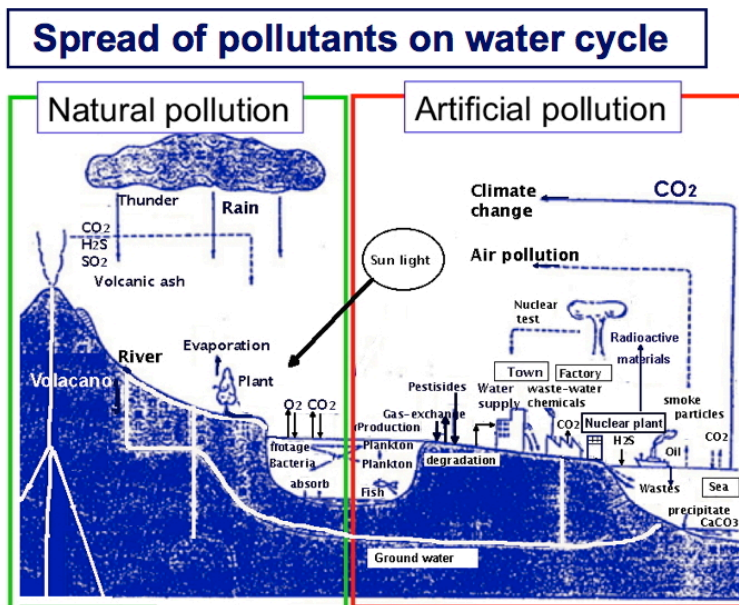 Spread of pollutants on water cycle
Natural pollution
Artificial pollution
Thunder
Rain
CO2
H2S
SO2
Volcanic ash
Sun light
Climate
change
CO2
Air pollution
Nuclear
test
Radioactive
materials
River
Evaporation
Volacano
Plant
O2 CO2
Pestisides
Gas-exchange
Town
Water
supply
Factory
waste-water
chemicals
CO2
Nuclear plant
H2S
smoke
particles
Oil
CO2
rProduction
Plankton
Plankton
ffotage
Bacteria
absorb
Fish
degradation
Wastes
Sea
precipitate
CaCO3
Ground water